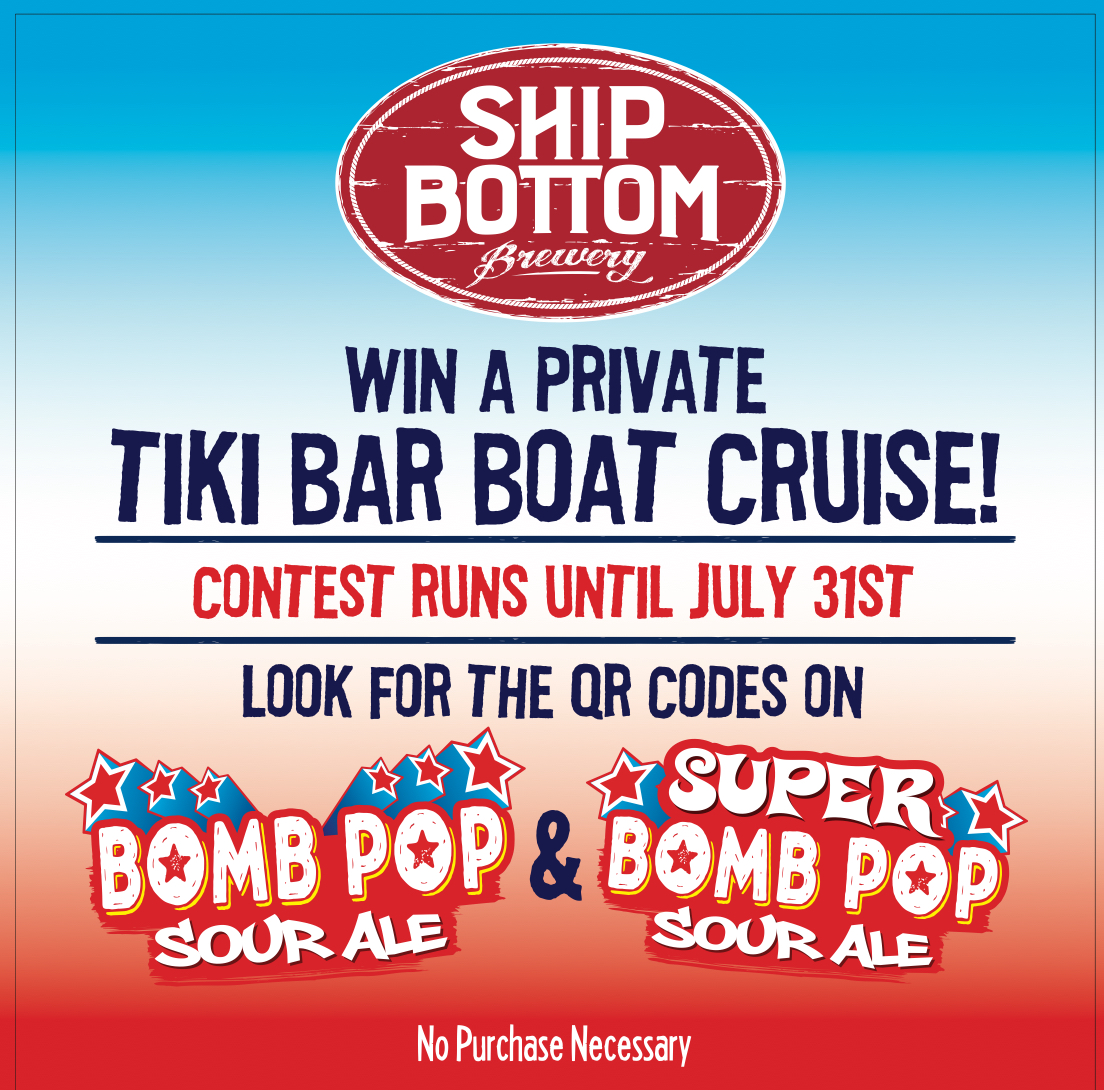 SHIP
BOTTOM
Brewery
WIN A PRIVATE
TIKI BAR BOAT CRUISE!
CONTEST RUNS UNTIL JULY 31ST
LOOK FOR THE QR CODES ON
BOMB POP
SOUR ALE
&
SUPER
BOMB POP
SOUR ALE
No Purchase Necessary